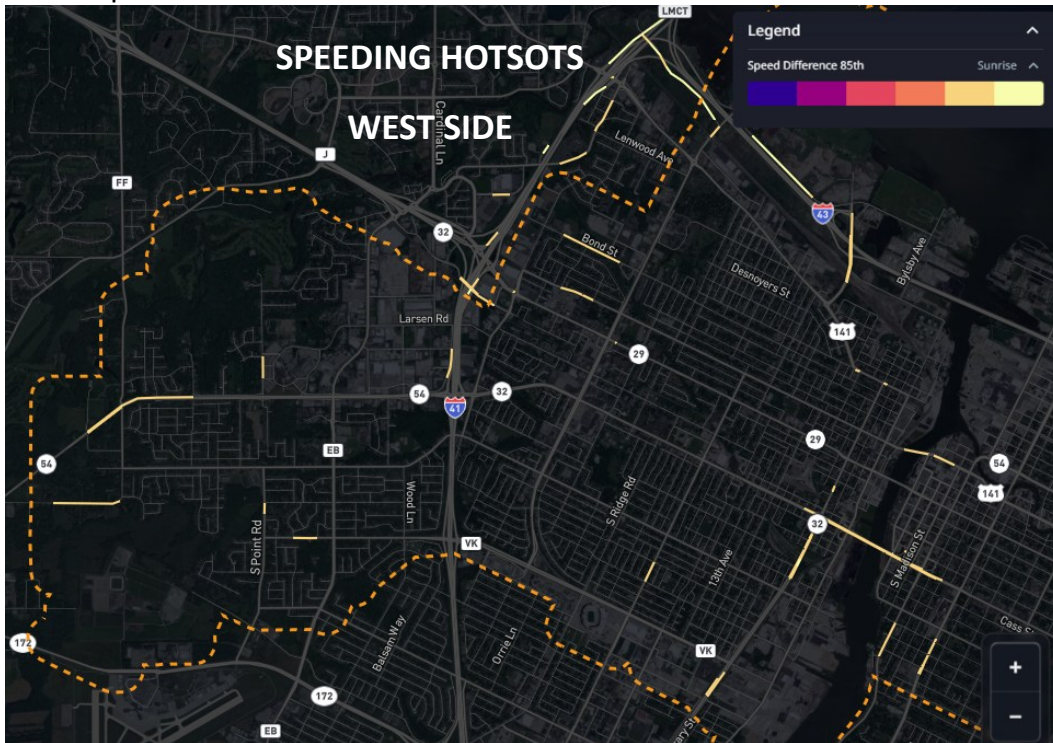 SPEEDING HOTSOTS
WEST SIDE
Legend
Speed Difference 85th
Sunrise
LMCT
Cardinal Ln
J
FF
Lenwood Ave
32
43
Bond St
Desnoyers St
Bylsby Ave
Larsen Rd
141
29
54
32
41
EB
29
54
54
141
Wood Ln
S Ridge Rd
32
S Point Rd
VK
13th Ave
S Madison St
Cass St
172
Balsam Way
Orrie Ln
VK
172
EB
+
−